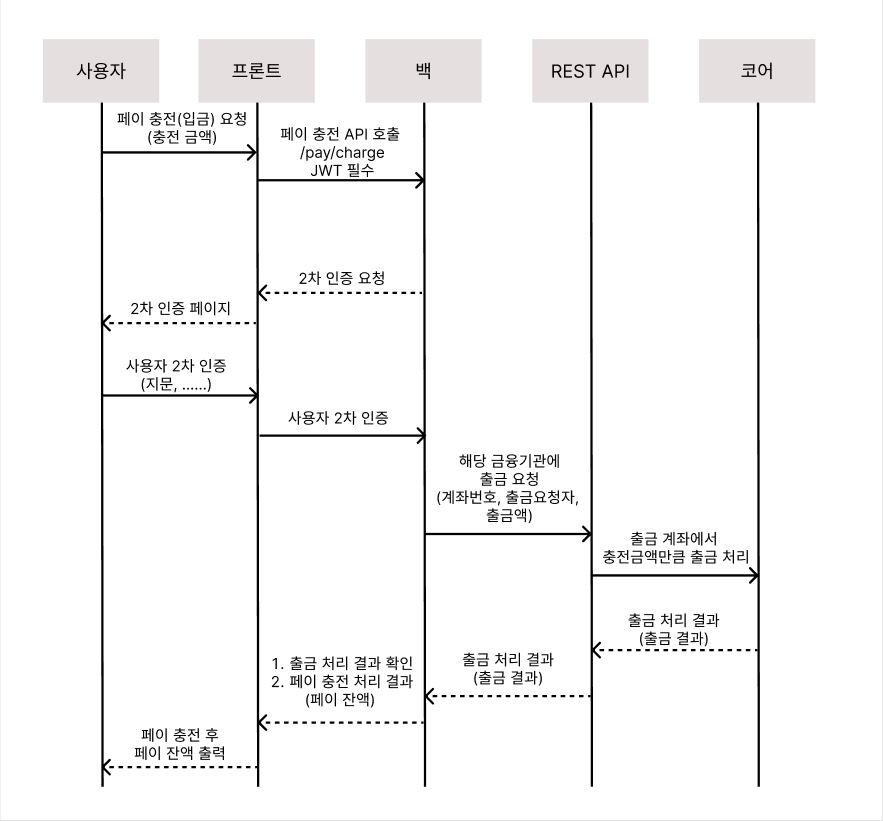 사용자
프론트
백
REST API
코어
페이 충전(입금) 요청
(충전 금액)
페이 충전 API 호출
/pay/charge
JWT 필수
2차 인증 요청
2차 인증 페이지
사용자 2차 인증
(지문, ......)
사용자 2차 인증
해당 금융기관에
출금 요청
(계좌번호, 출금요청자,
출금액)
출금 계좌에서
충전금액만큼 출금 처리
출금 처리 결과
(출금 결과)
출금 처리 결과
(출금 결과)
1. 출금 처리 결과 확인
2. 페이 충전 처리 결과
(페이 잔액)
페이 충전 후
페이 잔액 출력